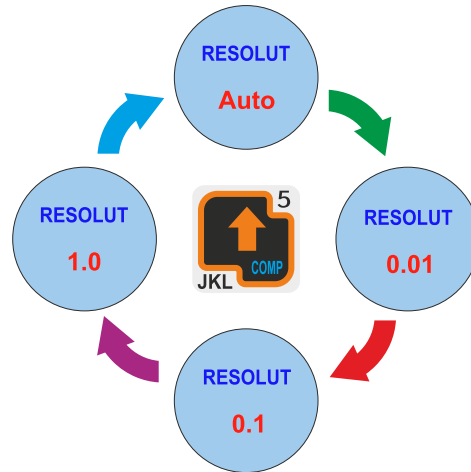 RESOLUT
Auto
RESOLUT
1.0
5
COMP
JKL
RESOLUT
0.01
RESOLUT
0.1